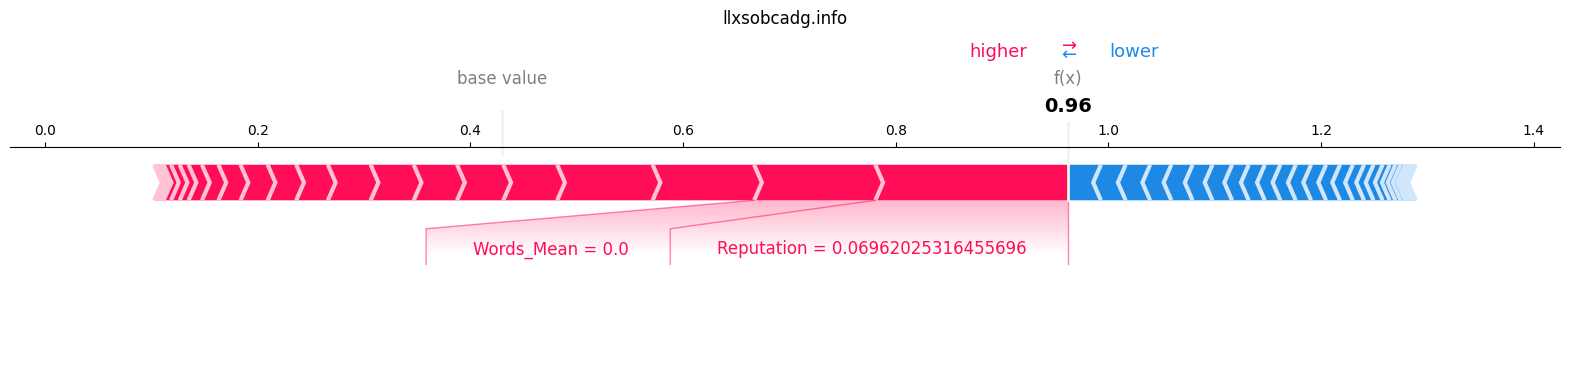 llxsobcadg.info
higher → ← lower
base value f(x)
0.96
0.0 0.2 0.4 0.6 0.8 1.0 1.2 1.4
Words_Mean = 0.0 Reputation = 0.06962025316455696